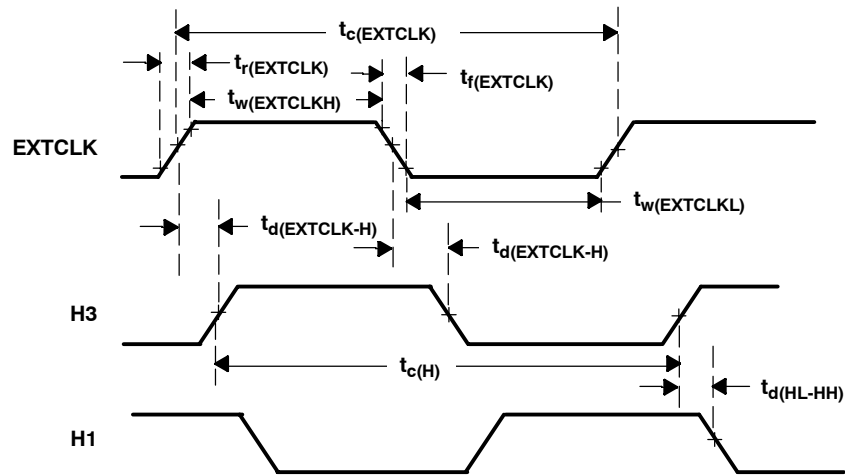 tc(EXTCLK)
tr(EXTCLK)
tf(EXTCLK)
tw(EXTCLKH)
EXTCLK
tw(EXTCLKL)
td(EXTCLK-H)
td(EXTCLK-H)
H3
tc(H)
td(HL-HH)
H1